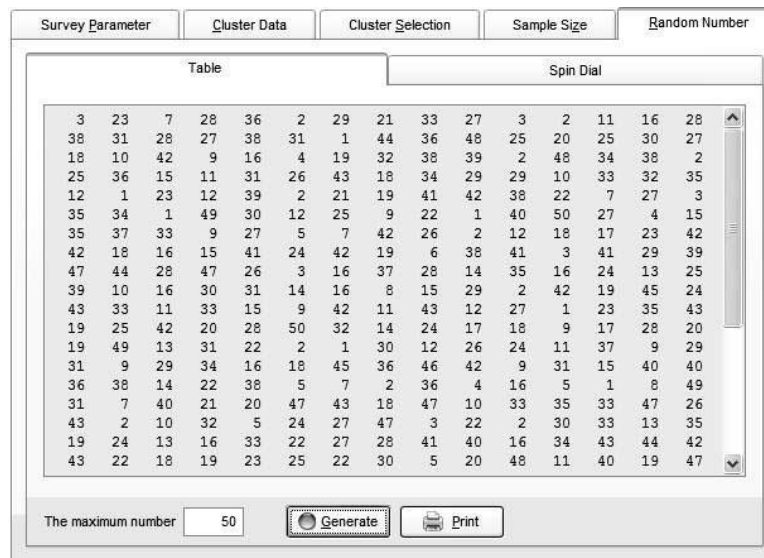 Survey Parameter Cluster Data Cluster Selection Sample Size Random Number
Table Spin Dial
3 23 7 28 36 2 29 21 33 27 3 2 11 16 28
38 31 28 27 38 31 1 44 36 48 25 20 25 30 27
18 10 42 9 16 4 19 32 38 39 2 48 34 38 2
25 36 15 11 31 26 43 18 34 29 29 10 33 32 35
12 1 23 12 39 2 21 19 41 42 38 22 7 27 3
35 34 1 49 30 12 25 9 22 1 40 50 27 4 15
35 37 33 9 27 5 7 42 26 2 12 18 17 23 42
42 18 16 15 41 24 42 19 6 38 41 3 41 29 39
47 44 28 47 26 3 16 37 28 14 35 16 24 13 25
39 10 16 30 31 14 16 8 15 29 2 42 19 45 24
43 33 11 33 15 9 42 11 43 12 27 1 23 35 43
19 25 42 20 28 50 32 14 24 17 18 9 17 28 20
19 49 13 31 22 2 1 30 12 26 24 11 37 9 29
31 9 29 34 16 18 45 36 46 42 9 31 15 40 40
36 38 14 22 38 5 7 2 36 4 16 5 1 8 49
31 7 40 21 20 47 43 18 47 10 33 35 33 47 26
43 2 10 32 5 24 27 47 3 22 2 30 33 13 35
19 24 13 16 33 22 27 28 41 40 16 34 43 44 42
43 22 18 19 23 25 22 30 5 20 48 11 40 19 47
The maximum number 50 Generate Print